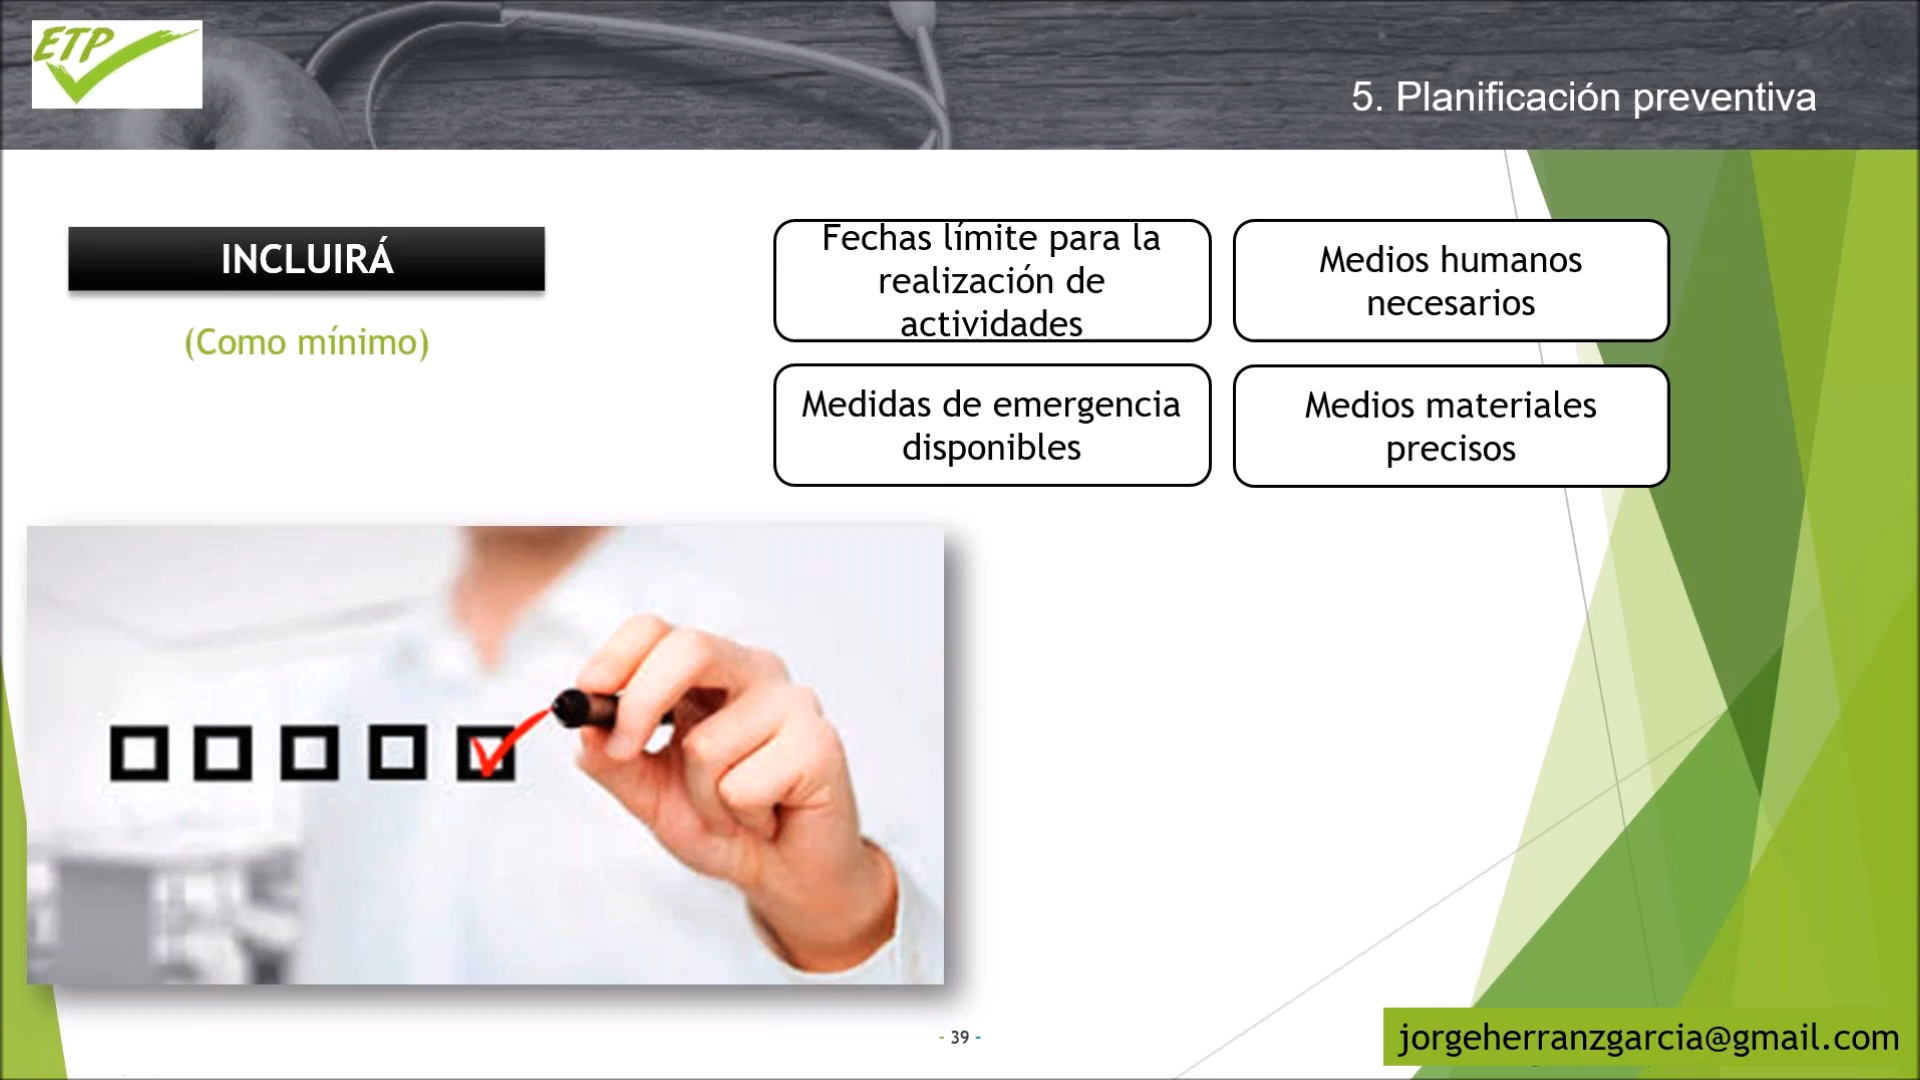 ETP
5. Planificación preventiva
INCLUIRÁ
(Como mínimo)
Fechas límite para la
realización de
actividades
Medios humanos
necesarios
Medidas de emergencia
disponibles
Medios materiales
precisos
- 39 -
jorgeherranzgarcia@gmail.com